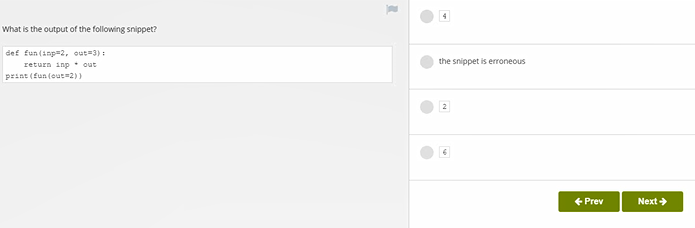 What is the output of the following snippet?
def fun(inp=2, out=3):
    return inp * out
print(fun(out=2))
4
the snippet is erroneous
2
6
← Prev
Next →